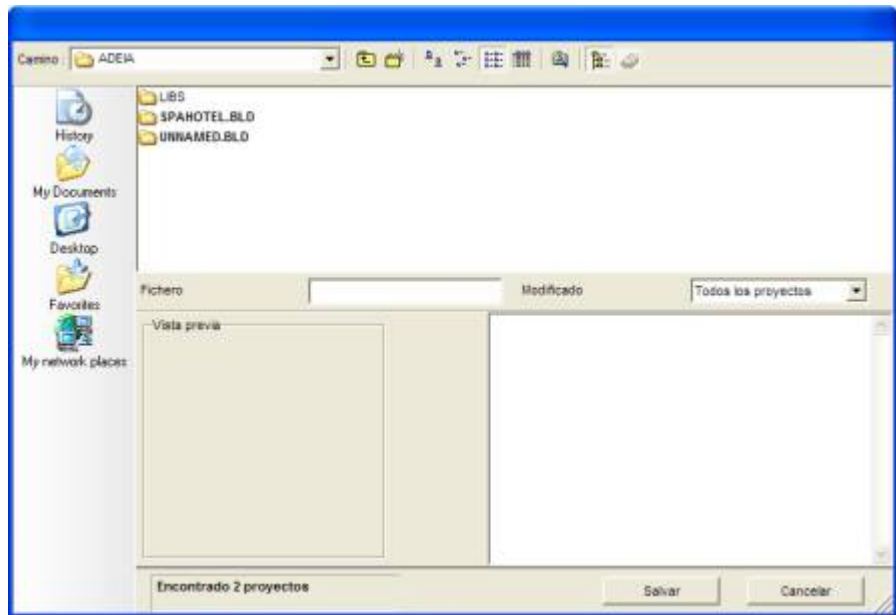 Camino ADEIA
LIBS
SPAHOTEL.BLD
UNNAMED.BLD
History
My Documents
Desktop
Favorites
My network places
Fichero
Modificado Todos los proyectos
Vista previa
Encontrado 2 proyectos
Salvar Cancelar